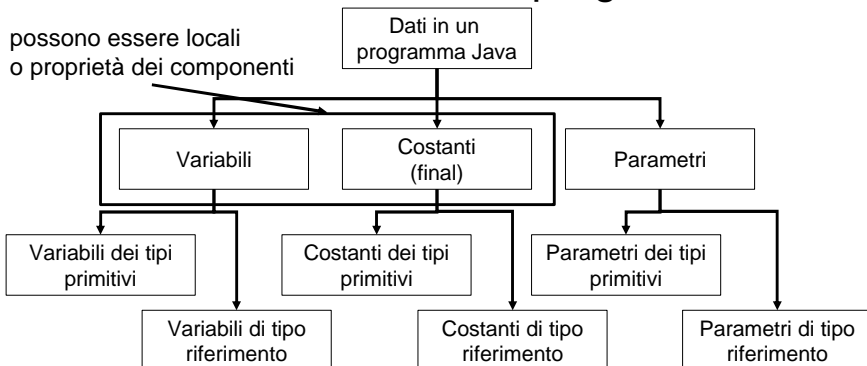 Dati in un
programma Java
possono essere locali
o proprietà dei componenti
Variabili
Costanti
(final)
Parametri
Variabili dei tipi
primitivi
Costanti dei tipi
primitivi
Parametri dei tipi
primitivi
Variabili di tipo
riferimento
Costanti di tipo
riferimento
Parametri di tipo
riferimento